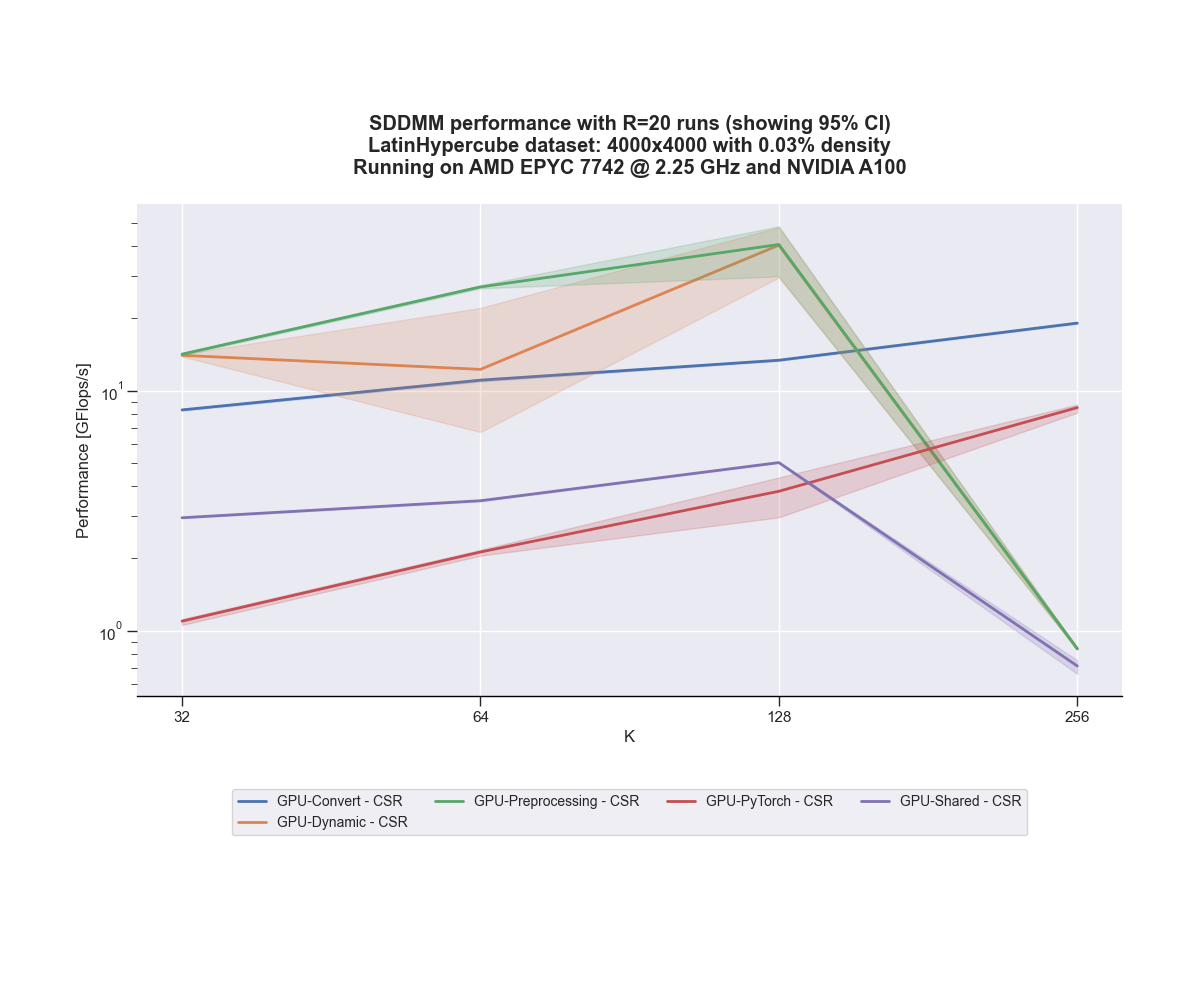 SDDMM performance with R=20 runs (showing 95% CI)
LatinHypercube dataset: 4000x4000 with 0.03% density
Running on AMD EPYC 7742 @ 2.25 GHz and NVIDIA A100
Performance [GFlops/s]
10^1
10^0
32 64 128 256
K
GPU-Convert - CSR GPU-Preprocessing - CSR GPU-PyTorch - CSR GPU-Shared - CSR
GPU-Dynamic - CSR